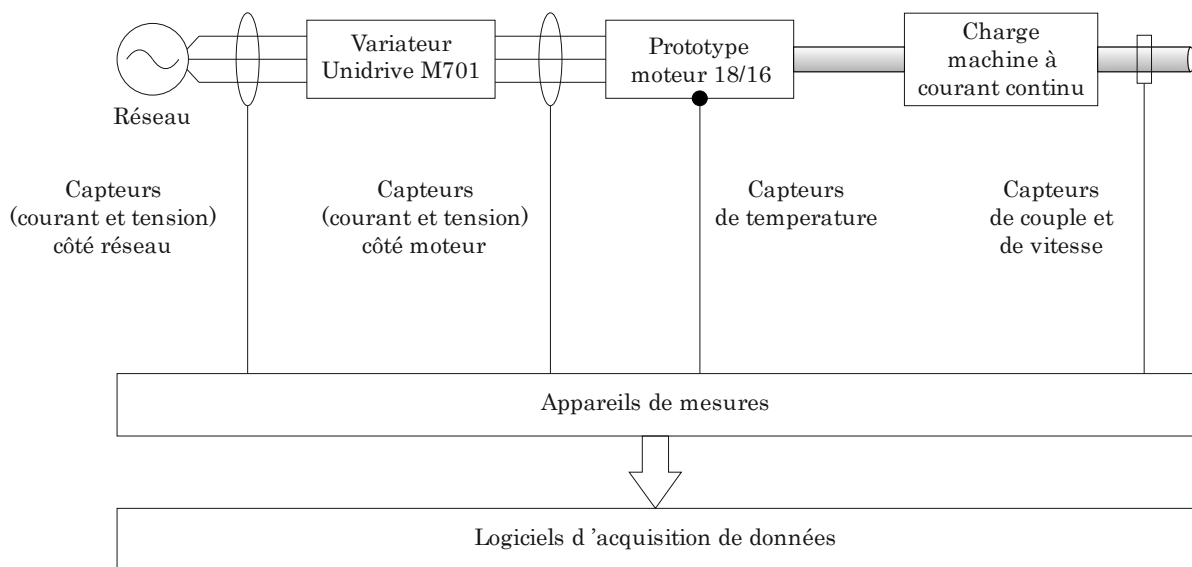 Variateur
Unidrive M701
Prototype
moteur 18/16
Charge
machine à
courant continu
Réseau
Capteurs
(courant et tension)
côté réseau
Capteurs
(courant et tension)
côté moteur
Capteurs
de temperature
Capteurs
de couple et
de vitesse
Appareils de mesures
Logiciels d ’acquisition de données